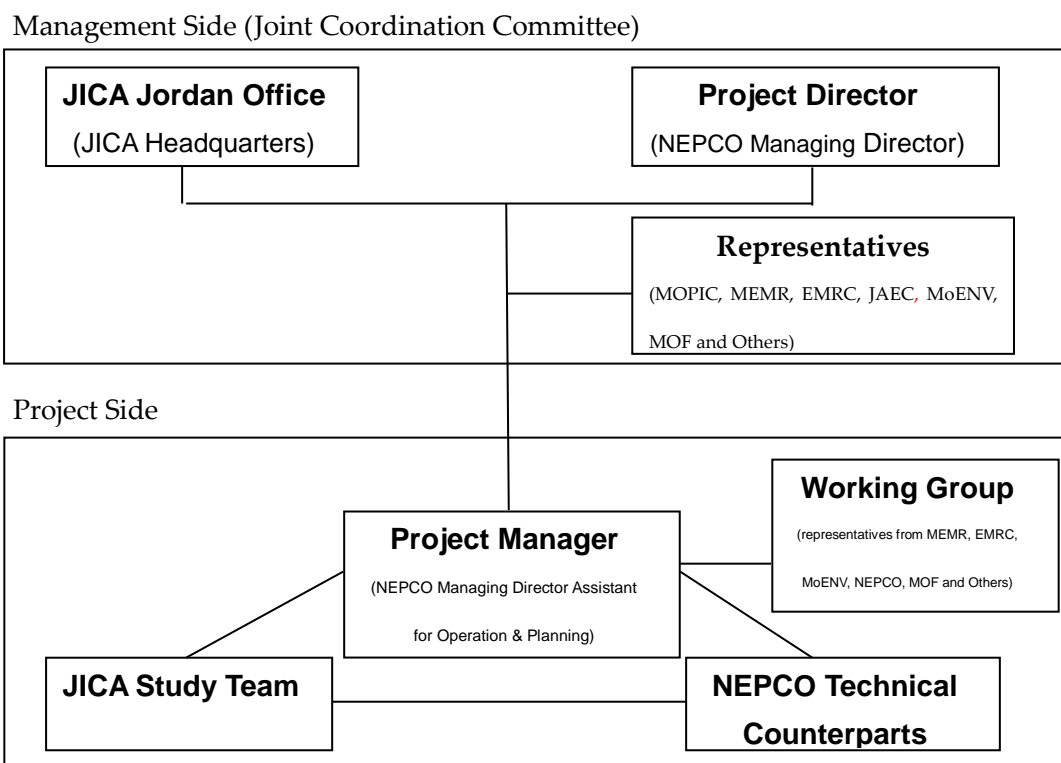 Management Side (Joint Coordination Committee)
JICA Jordan Office
(JICA Headquarters)
Project Director
(NEPCO Managing Director)
Representatives
(MOPIC, MEMR, EMRC, JAEC, MoENV,
MOF and Others)
Project Side
Working Group
(representatives from MEMR, EMRC,
MoENV, NEPCO, MOF and Others)
Project Manager
(NEPCO Managing Director Assistant
for Operation & Planning)
JICA Study Team
NEPCO Technical
Counterparts